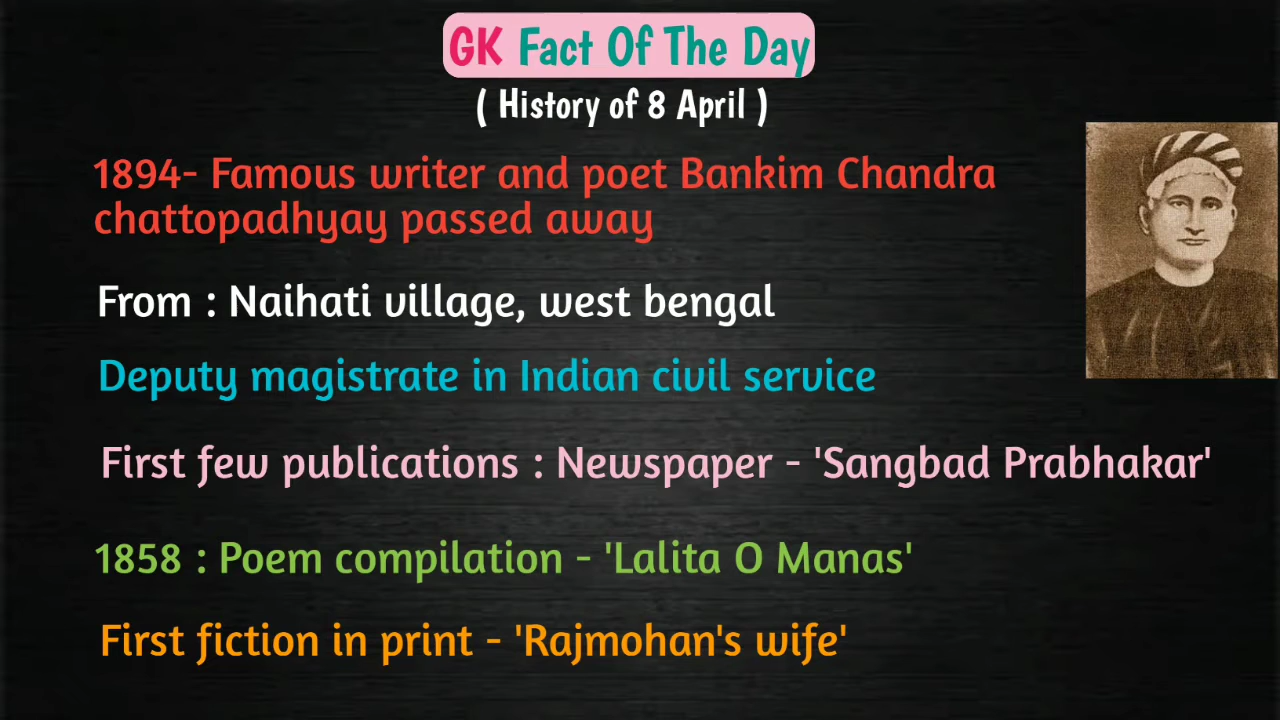 GK Fact Of The Day
( History of 8 April )
1894- Famous writer and poet Bankim Chandra
chattopadhyay passed away
From : Naihati village, west bengal
Deputy magistrate in Indian civil service
First few publications : Newspaper - 'Sangbad Prabhakar'
1858 : Poem compilation - 'Lalita O Manas'
First fiction in print - 'Rajmohan's wife'